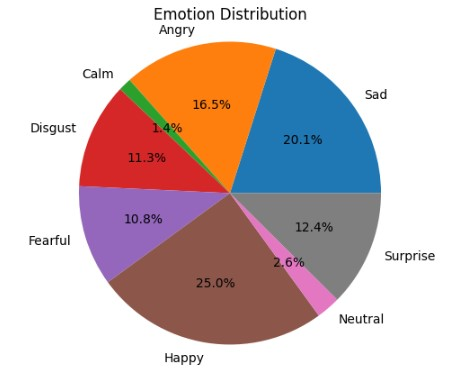 Emotion Distribution
Angry
Calm
Sad
16.5%
1.4%
20.1%
Disgust
11.3%
10.8%
12.4%
Fearful
2.6%
Surprise
25.0%
Neutral
Happy